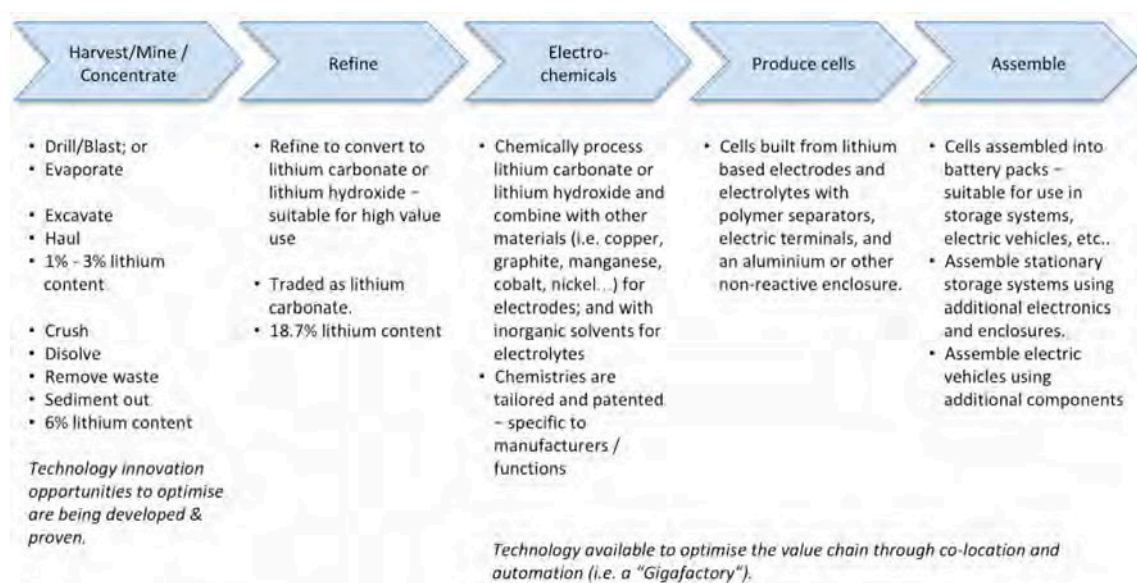 Harvest/Mine /
Concentrate
Refine
Electro-
chemicals
Produce cells
Assemble
• Drill/Blast; or
• Evaporate
• Excavate
• Haul
• 1% - 3% lithium
content
• Crush
• Disolve
• Remove waste
• Sediment out
• 6% lithium content
Technology innovation
opportunities to optimise
are being developed &
proven.
• Refine to convert to
lithium carbonate or
lithium hydroxide –
suitable for high value
use
• Traded as lithium
carbonate.
• 18.7% lithium content
• Chemically process
lithium carbonate or
lithium hydroxide and
combine with other
materials (i.e. copper,
graphite, manganese,
cobalt, nickel...) for
electrodes; and with
inorganic solvents for
electrolytes
• Chemistries are
tailored and patented
– specific to
manufacturers /
functions
• Cells built from lithium
based electrodes and
electrolytes with
polymer separators,
electric terminals, and
an aluminium or other
non-reactive enclosure.
• Cells assembled into
battery packs –
suitable for use in
storage systems,
electric vehicles, etc..
• Assemble stationary
storage systems using
additional electronics
and enclosures.
• Assemble electric
vehicles using
additional components
Technology available to optimise the value chain through co-location and
automation (i.e. a "Gigafactory").